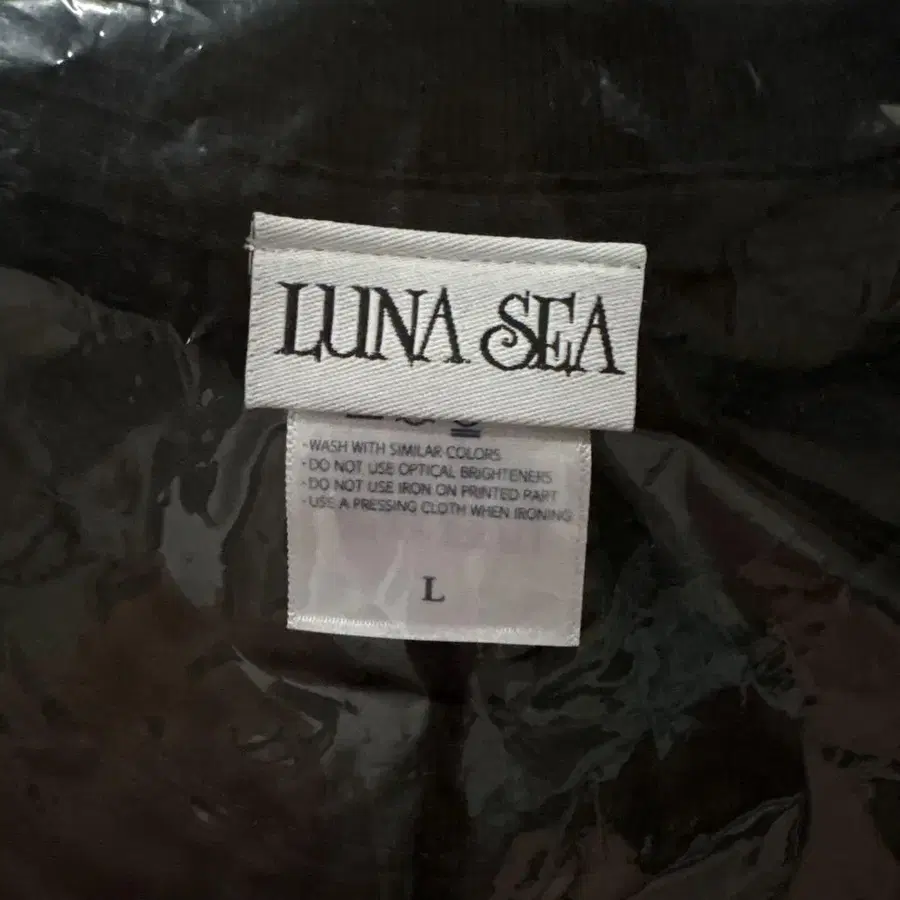 LUNA SEA
·WASH WITH SIMILAR COLORS
·DO NOT USE OPTICAL BRIGHTENERS
·DO NOT USE IRON ON PRINTED PART
·USE A PRESSING CLOTH WHEN IRONING
L